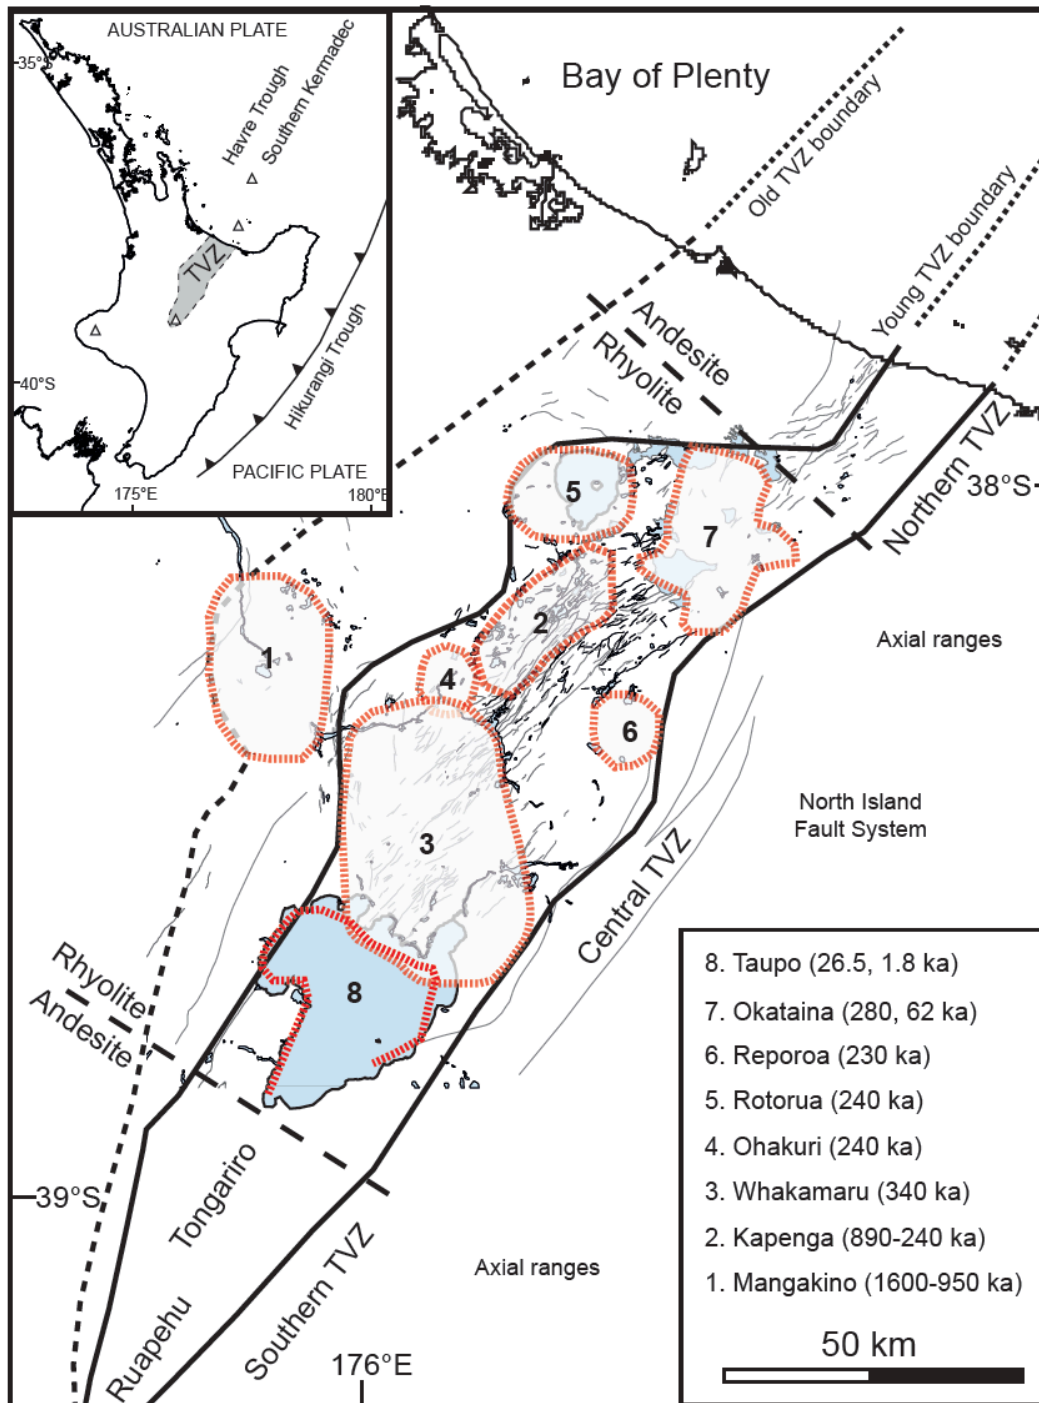 AUSTRALIAN PLATE
35°S
Havre Trough
Southern Kermadec
TVZ
Hikurangi Trough
40°S
PACIFIC PLATE
175°E
180°E
Bay of Plenty
Old TVZ boundary
Young TVZ boundary
Andesite
Rhyolite
Northern TVZ
38°S
5
7
2
1
4
6
3
8
Axial ranges
North Island
Fault System
Central TVZ
Rhyolite
Andesite
39°S
Tongariro
Ruapehu
Southern TVZ
Axial ranges
176°E
8. Taupo (26.5, 1.8 ka)
7. Okataina (280, 62 ka)
6. Reporoa (230 ka)
5. Rotorua (240 ka)
4. Ohakuri (240 ka)
3. Whakamaru (340 ka)
2. Kapenga (890-240 ka)
1. Mangakino (1600-950 ka)
50 km